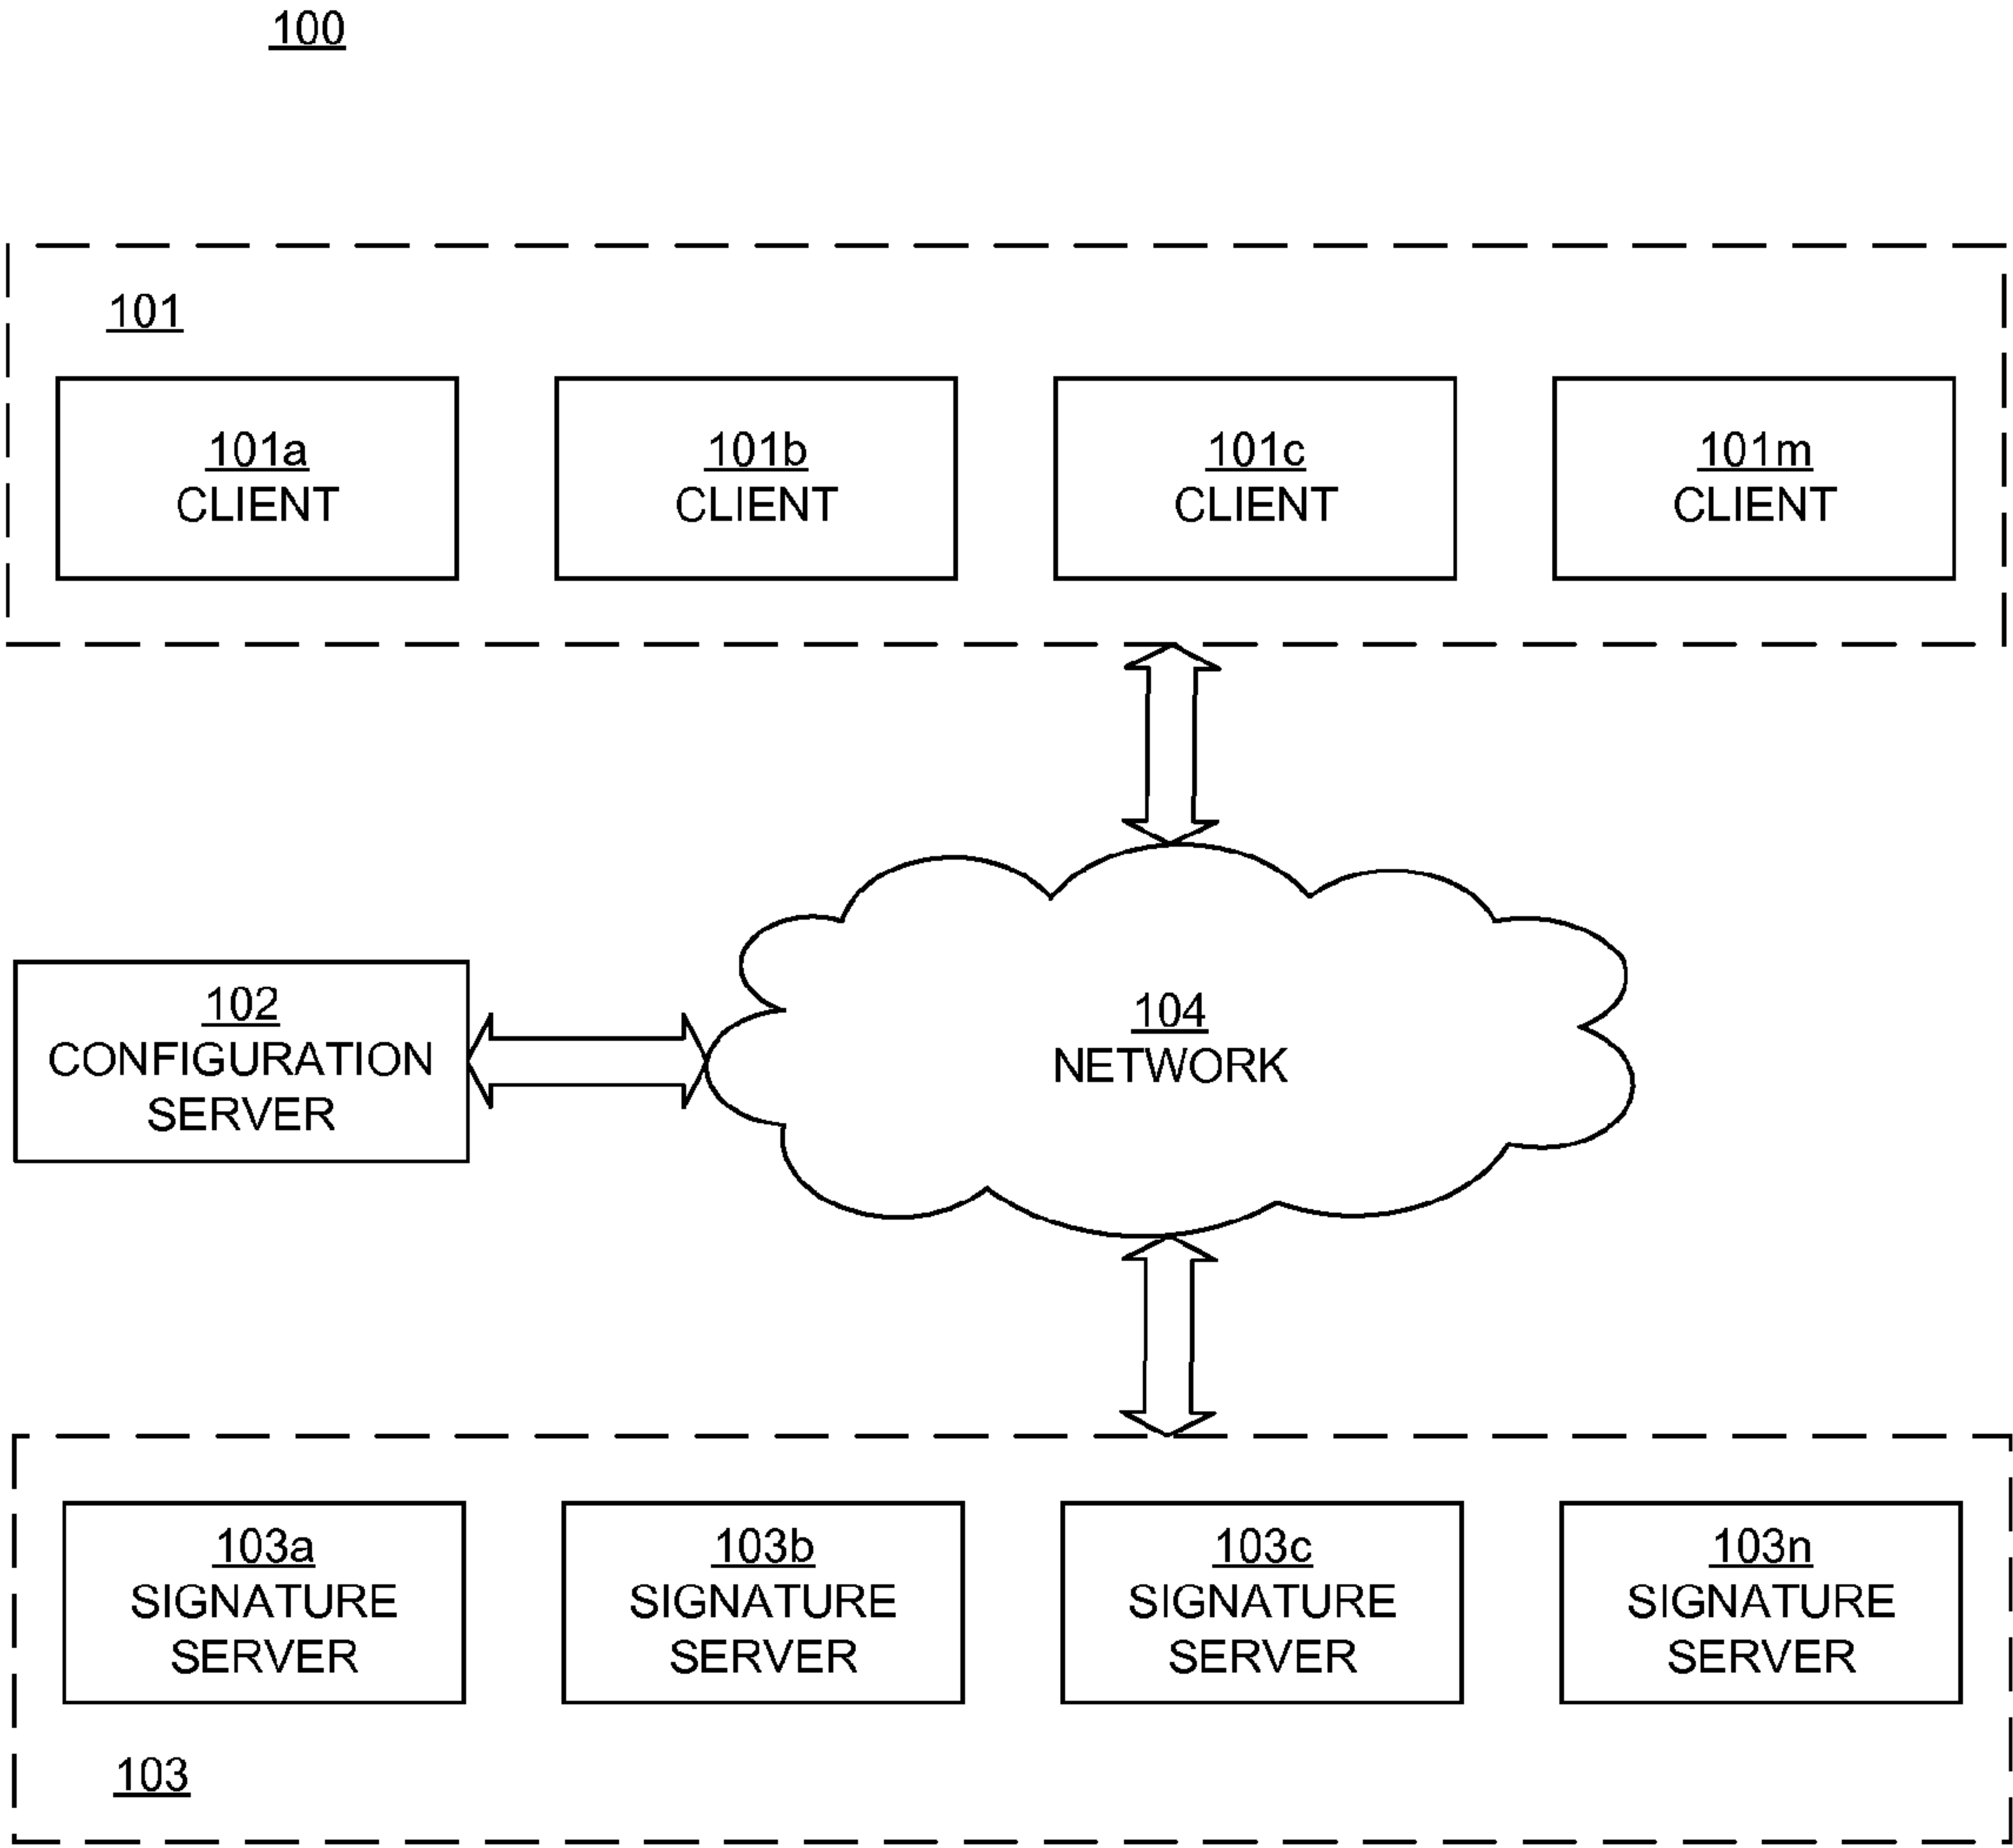 100
101
101a
CLIENT
101b
CLIENT
101c
CLIENT
101m
CLIENT
102
CONFIGURATION
SERVER
104
NETWORK
103a
SIGNATURE
SERVER
103b
SIGNATURE
SERVER
103c
SIGNATURE
SERVER
103n
SIGNATURE
SERVER
103